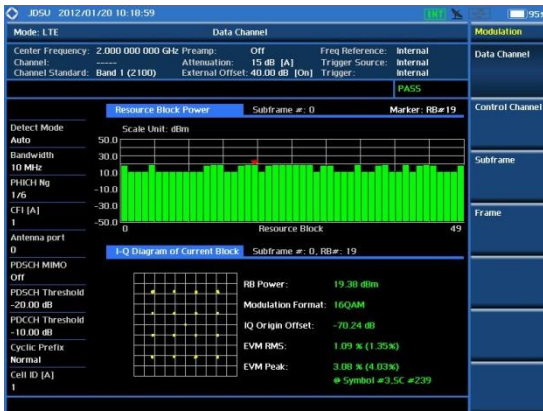 JDSU 2012/01/20 10:18:59 INT 95%
Mode: LTE Data Channel Modulation
Center Frequency: 2.000 000 000 GHz Preamp: Off Freq Reference: Internal
Channel: ----- Attenuation: 15 dB [A] Trigger Source: Internal
Channel Standard: Band 1 (2100) External Offset: 40.00 dB [On] Trigger: Internal
Data Channel
PASS
Resource Block Power Subframe #: 0 Marker: RB#19
Control Channel
Detect Mode
Auto
Scale Unit: dBm
50.0
30.0
10.0
-10.0
-30.0
-50.0
0 Resource Block 49
Bandwidth
10 MHz
Subframe
PHICH Ng
1/6
CFI [A]
1
Frame
Antenna port
0
I-Q Diagram of Current Block Subframe #: 0, RB#: 19
PDSCH MIMO
Off
RB Power: 19.38 dBm
PDSCH Threshold
-20.00 dB
Modulation Format: 16QAM
PDCCH Threshold
-10.00 dB
IQ Origin Offset: -70.24 dB
Cyclic Prefix
Normal
EVM RMS: 1.09 % (1.35%)
Cell ID [A]
1
EVM Peak: 3.08 % (4.03%)
@ Symbol #3,SC #239